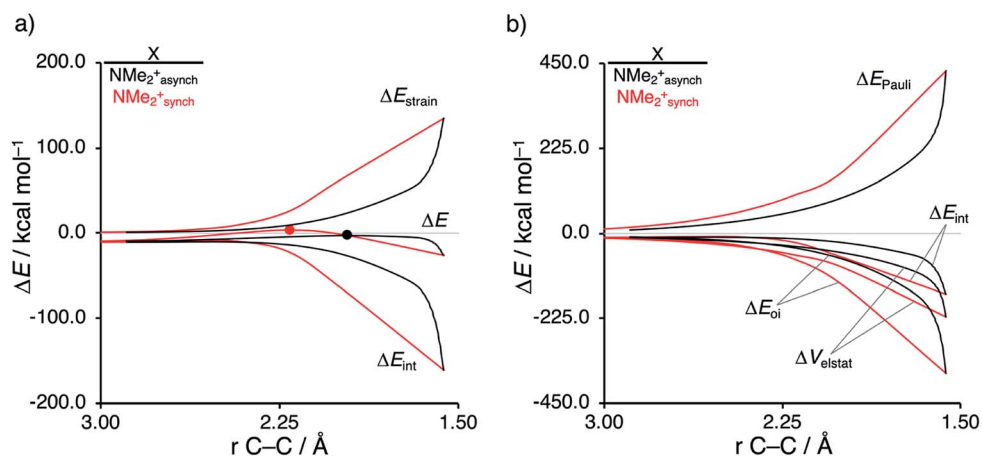 a)
X
NMe₂⁺asynch
NMe₂⁺synch
200.0
100.0
0.0
-100.0
-200.0
ΔE / kcal mol⁻¹
ΔEstrain
ΔE
ΔEint
3.00
2.25
1.50
r C–C / Å
b)
X
NMe₂⁺asynch
NMe₂⁺synch
450.0
225.0
0.0
-225.0
-450.0
ΔE / kcal mol⁻¹
ΔEPauli
ΔEint
ΔEoi
ΔVelstat
3.00
2.25
1.50
r C–C / Å